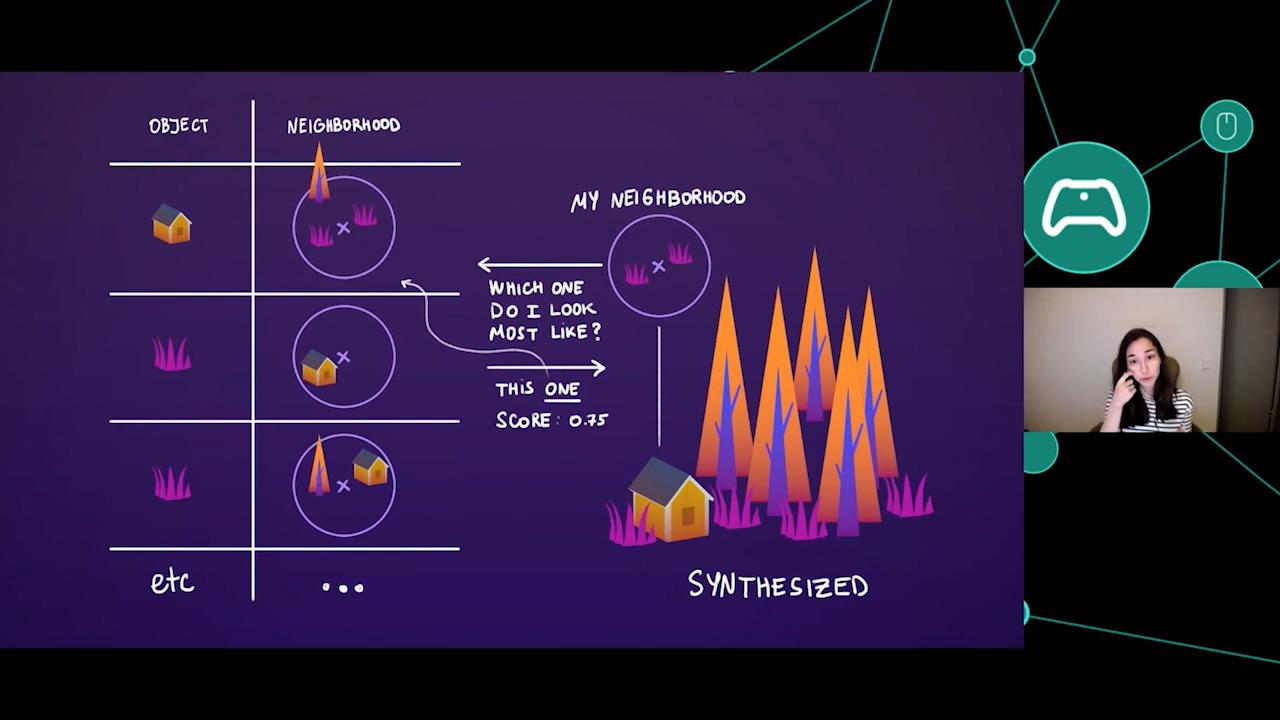 OBJECT
NEIGHBORHOOD
MY NEIGHBORHOOD
WHICH ONE
DO I LOOK
MOST LIKE?
THIS ONE
SCORE: 0.75
etc
...
SYNTHESIZED